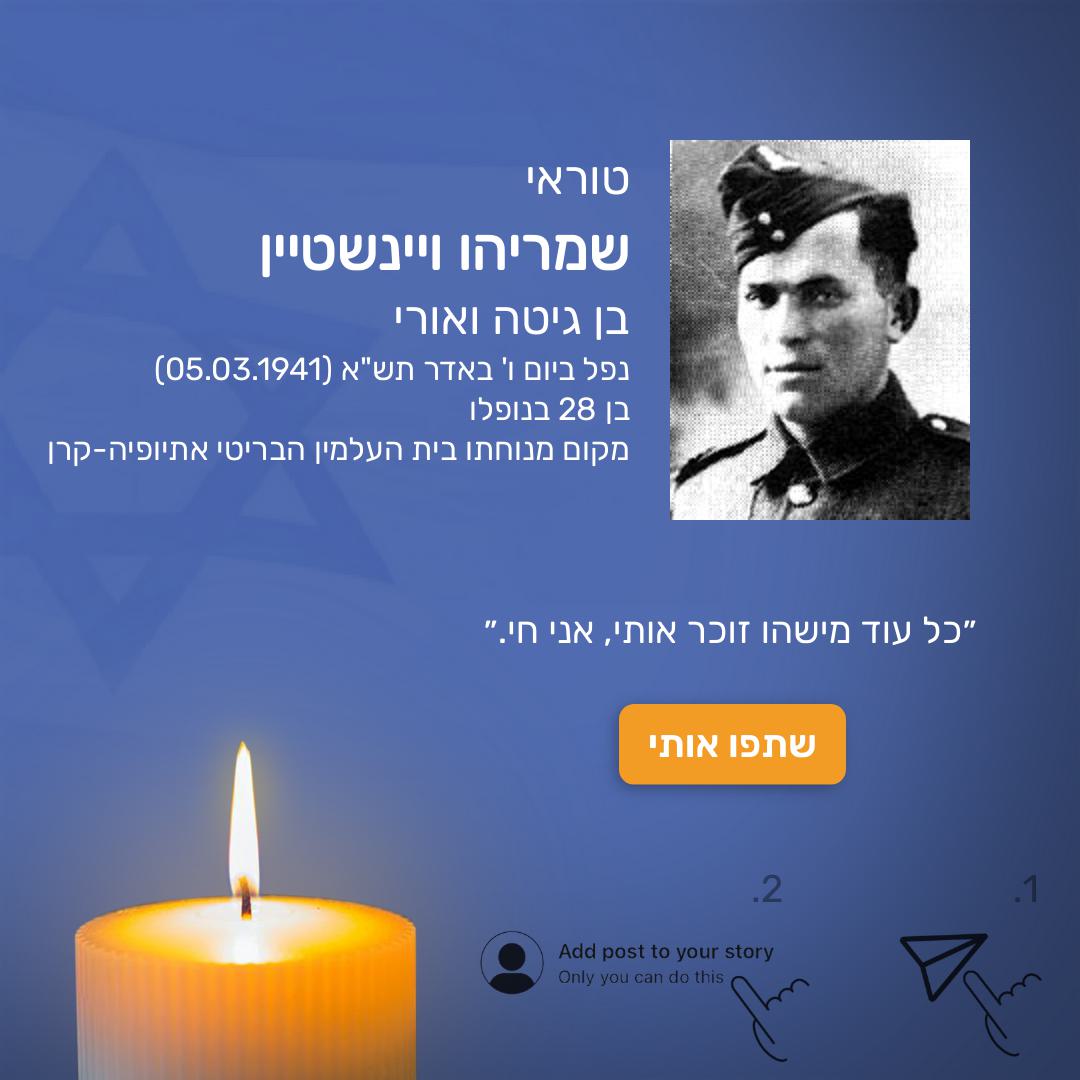 טוראי
שמריהו ויינשטיין
בן גיטה ואורי
נפל ביום ו' באדר תש"א (05.03.1941)
בן 28 בנופלו
מקום מנוחתו בית העלמין הבריטי אתיופיה-קרן
״כל עוד מישהו זוכר אותי, אני חי.״
שתפו אותי
.1
.2
Add post to your story
Only you can do this